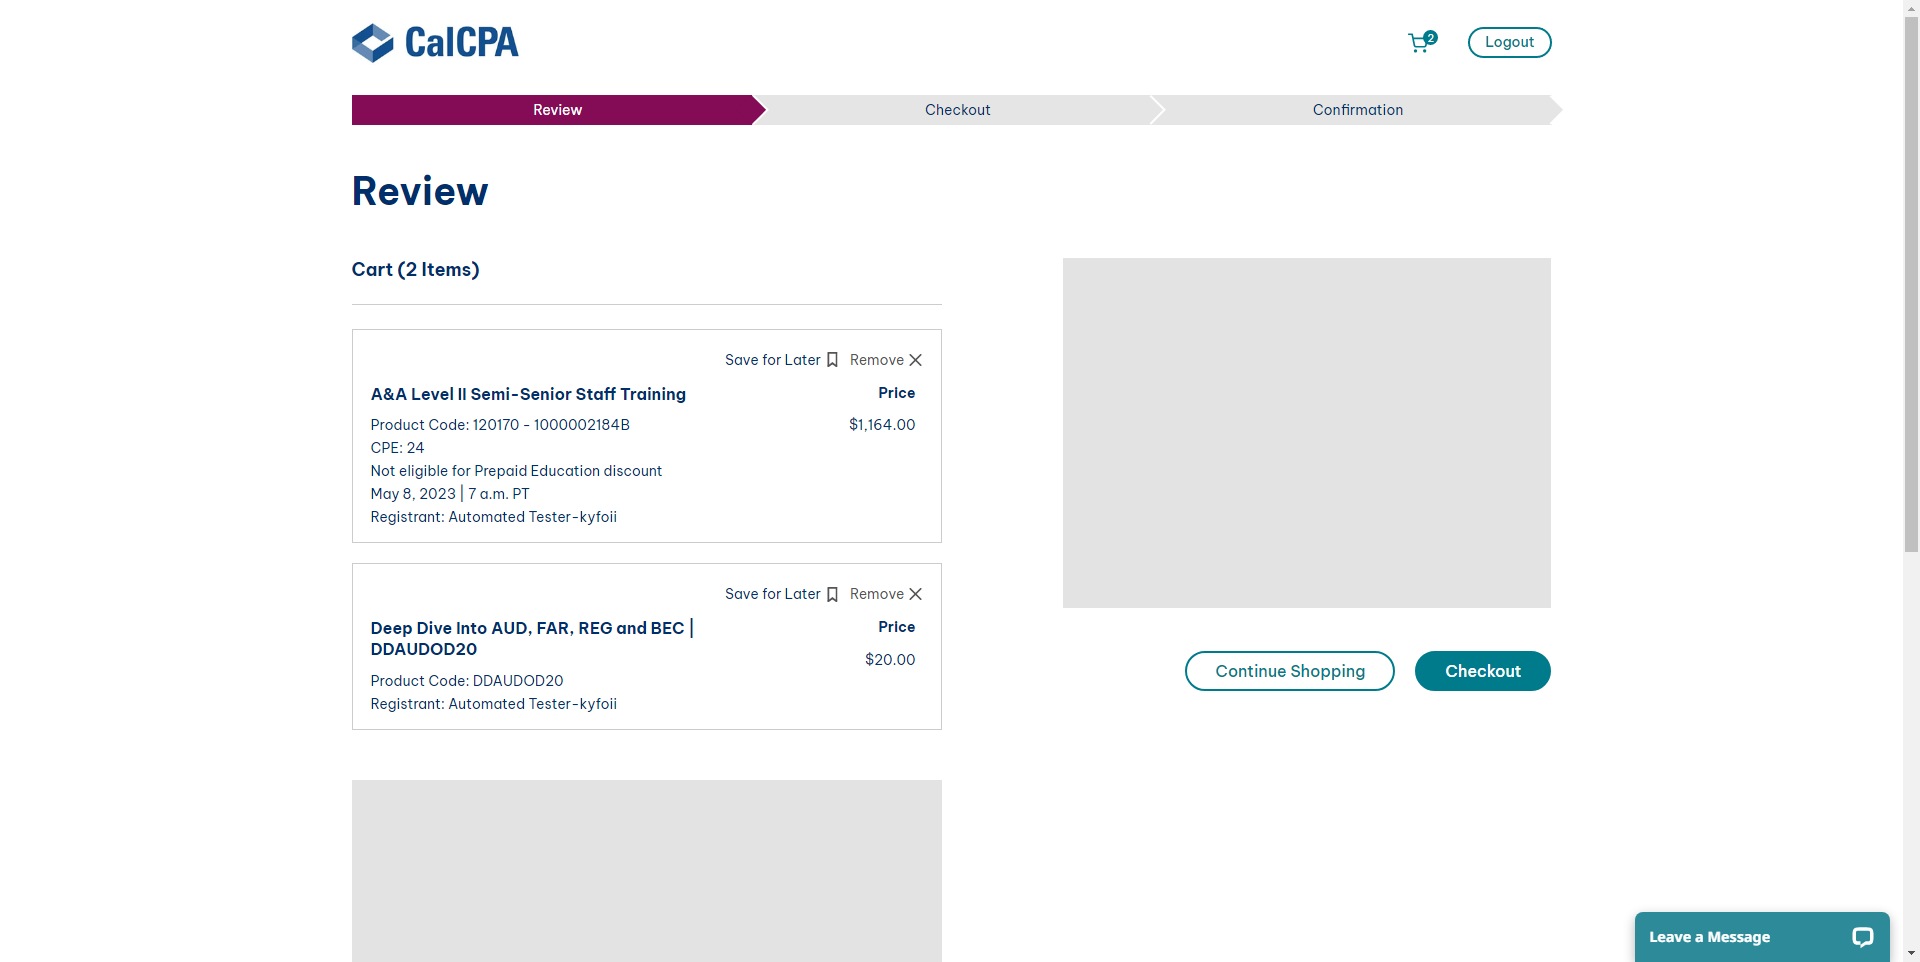 CalCPA
2
Logout
Review
Checkout
Confirmation
Review
Cart (2 Items)
Save for Later
Remove
A&A Level II Semi-Senior Staff Training
Price
Product Code: 120170 - 1000002184B
$1,164.00
CPE: 24
Not eligible for Prepaid Education discount
May 8, 2023 | 7 a.m. PT
Registrant: Automated Tester-kyfoii
Save for Later
Remove
Deep Dive Into AUD, FAR, REG and BEC |
DDAUDOD20
Price
$20.00
Product Code: DDAUDOD20
Registrant: Automated Tester-kyfoii
Continue Shopping
Checkout
Leave a Message